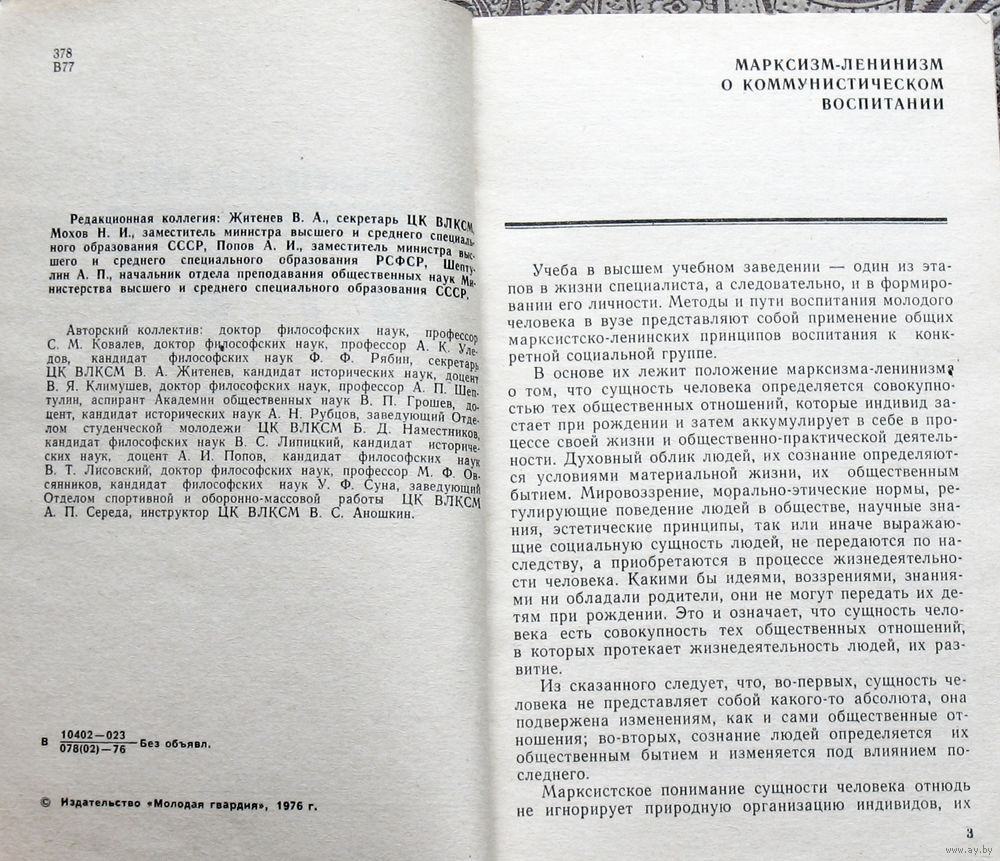 378
В77
Редакционная коллегия: Житенев В. А., секретарь ЦК ВЛКСМ,
Мохов Н. И., заместитель министра высшего и среднего специаль-
ного образования СССР, Попов А. И., заместитель министра выс-
шего и среднего специального образования РСФСР, Шепту-
лин А. П., начальник отдела преподавания общественных наук Ми-
нистерства высшего и среднего специального образования СССР,
Авторский коллектив: доктор философских наук, профессор
С. М. Ковалев, доктор философских наук, профессор А. К. Уле-
дов, кандидат философских наук Ф. Ф. Рябин, секретарь
ЦК ВЛКСМ В. А. Житенев, кандидат исторических наук, доцент
В. Я. Климушев, доктор философских наук, профессор А. П. Шеп-
тулин, аспирант Академии общественных наук В. П. Грошев, до-
цент, кандидат исторических наук А. Н. Рубцов, заведующий Отде-
лом студенческой молодежи ЦК ВЛКСМ Б. Д. Наместников,
кандидат философских наук В. С. Липицкий, кандидат историче-
ских наук, доцент А. И. Попов, кандидат философских наук
В. Т. Лисовский, доктор философских наук, профессор М. Ф. Ов-
сянников, кандидат философских наук У. Ф. Суна, заведующий
Отделом спортивной и оборонно-массовой работы ЦК ВЛКСМ
А. П. Середа, инструктор ЦК ВЛКСМ В. С. Аношкин.
В 10402—023
078(02)—76 Без объявл.
© Издательство «Молодая гвардия», 1976 г.
МАРКСИЗМ-ЛЕНИНИЗМ
О КОММУНИСТИЧЕСКОМ
ВОСПИТАНИИ
Учеба в высшем учебном заведении — один из эта-
пов в жизни специалиста, а следовательно, и в формиро-
вании его личности. Методы и пути воспитания молодого
человека в вузе представляют собой применение общих
марксистско-ленинских принципов воспитания к конк-
ретной социальной группе.
В основе их лежит положение марксизма-ленинизма
о том, что сущность человека определяется совокупно-
стью тех общественных отношений, которые индивид за-
стает при рождении и затем аккумулирует в себе в про-
цессе своей жизни и общественно-практической деятель-
ности. Духовный облик людей, их сознание определяют-
ся условиями материальной жизни, их общественным
бытием. Мировоззрение, морально-этические нормы, ре-
гулирующие поведение людей в обществе, научные зна-
ния, эстетические принципы, так или иначе выражаю-
щие социальную сущность людей, не передаются по на-
следству, а приобретаются в процессе жизнедеятельно-
сти человека. Какими бы идеями, воззрениями, знания-
ми ни обладали родители, они не могут передать их де-
тям при рождении. Это и означает, что сущность чело-
века есть совокупность тех общественных отношений,
в которых протекает жизнедеятельность людей, их раз-
витие.
Из сказанного следует, что, во-первых, сущность че-
ловека не представляет собой какого-то абсолюта, она
подвержена изменениям, как и сами общественные от-
ношения; во-вторых, сознание людей определяется их
общественным бытием и изменяется под влиянием по-
следнего.
Марксистское понимание сущности человека отнюдь
не игнорирует природную организацию индивидов, их
3
www.ay.by